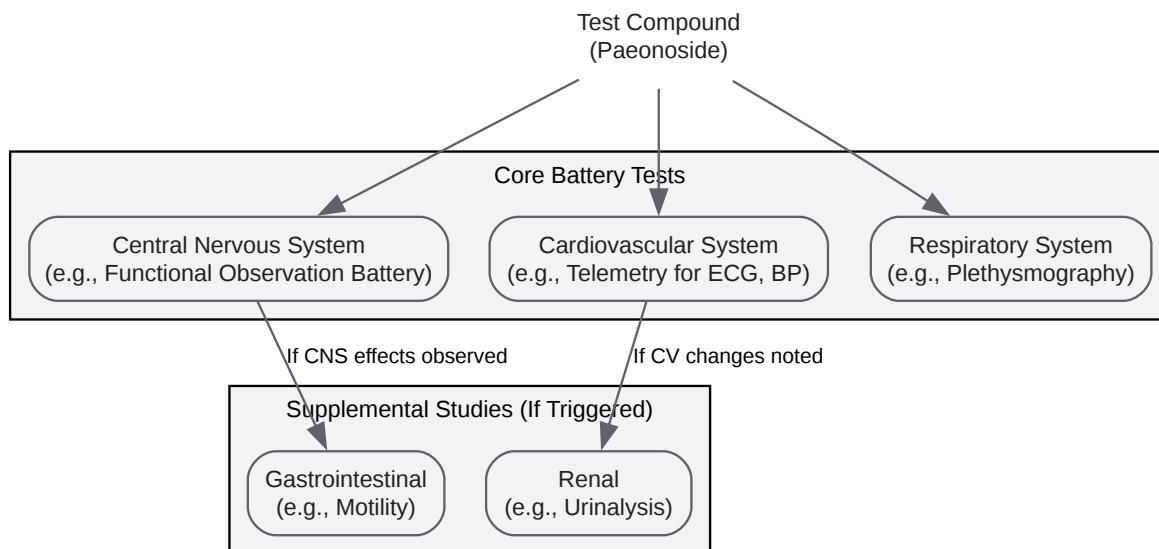 Test Compound
(Paeonoside)
Core Battery Tests
Central Nervous System
(e.g., Functional Observation Battery)
Cardiovascular System
(e.g., Telemetry for ECG, BP)
Respiratory System
(e.g., Plethysmography)
If CNS effects observed
If CV changes noted
Supplemental Studies (If Triggered)
Gastrointestinal
(e.g., Motility)
Renal
(e.g., Urinalysis)